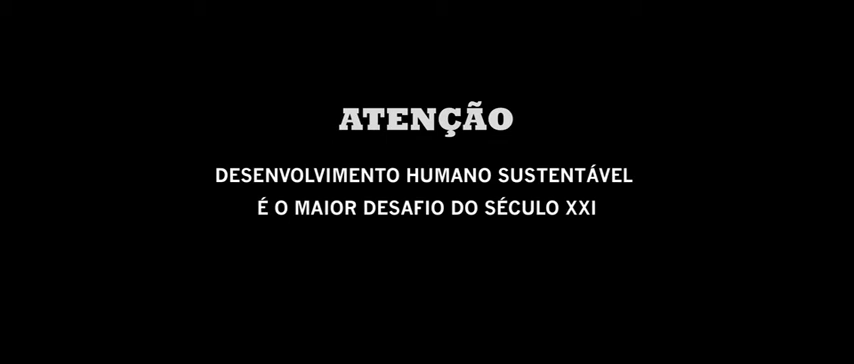 ATENÇÃO
DESENVOLVIMENTO HUMANO SUSTENTÁVEL
É O MAIOR DESAFIO DO SÉCULO XXI